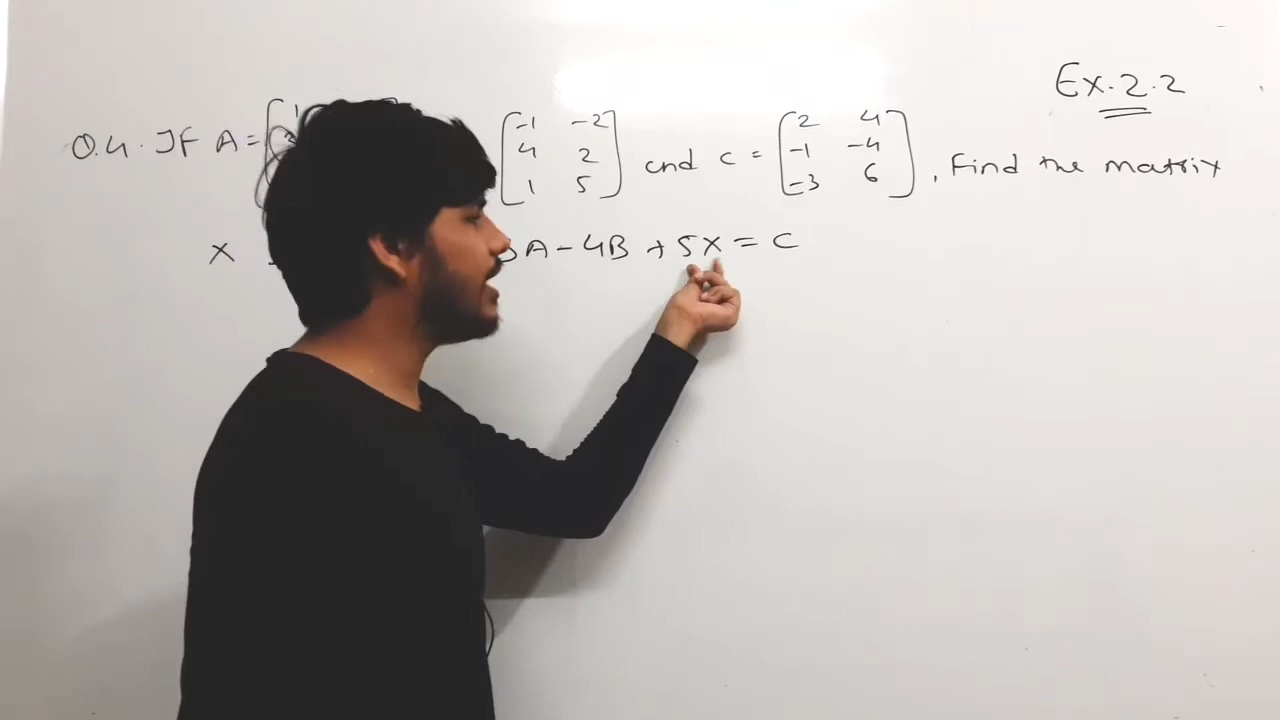 Ex.2.2
Q.4. If A = [1 [-1 -2] and C = [2 4], Find the matrix
4 2 -1 -4
1 5 -3 6
X A - 4B + 5X = C